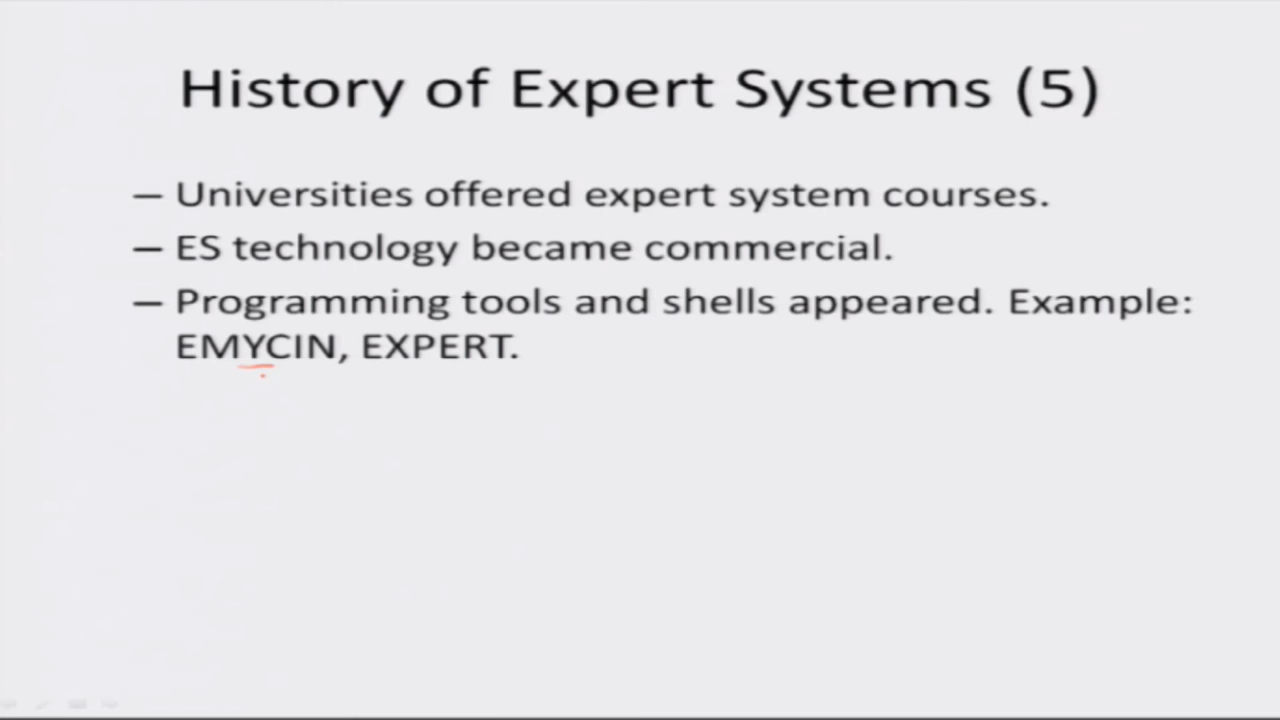 History of Expert Systems (5)
– Universities offered expert system courses.
– ES technology became commercial.
– Programming tools and shells appeared. Example:
EMYCIN, EXPERT.